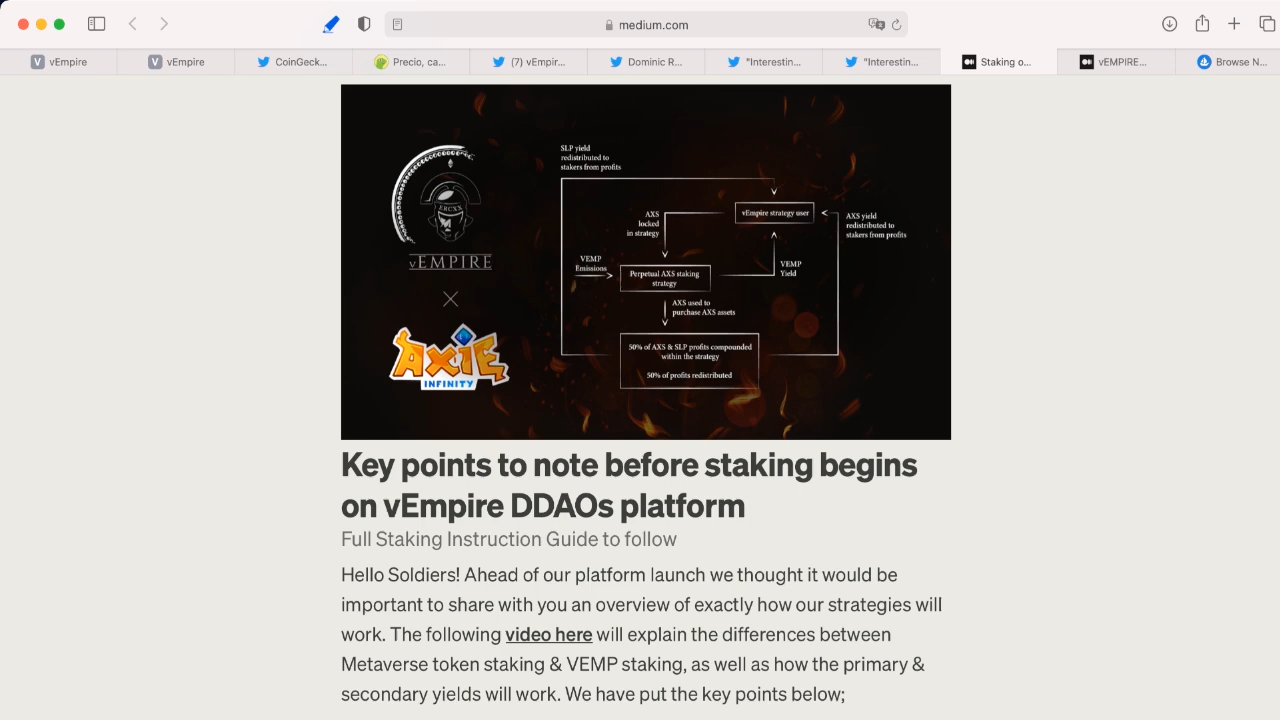 medium.com
vEmpire
vEmpire
CoinGeck...
Precio, ca...
(7) vEmpir...
Dominic R...
"Interestin...
"Interestin...
Staking o...
vEMPIRE...
Browse N...
SLP yield
redistributed to
stakers from profits
AXS
locked
in strategy
vEmpire strategy user
AXS yield
redistributed to
stakers from profits
VEMP
Emissions
Perpetual AXS staking
strategy
VEMP
Yield
AXS used to
purchase AXS assets
50% of AXS & SLP profits compounded
within the strategy
50% of profits redistributed
ERCXX
vEMPIRE
AXIE
INFINITY
Key points to note before staking begins
on vEmpire DDAOs platform
Full Staking Instruction Guide to follow
Hello Soldiers! Ahead of our platform launch we thought it would be
important to share with you an overview of exactly how our strategies will
work. The following video here will explain the differences between
Metaverse token staking & VEMP staking, as well as how the primary &
secondary yields will work. We have put the key points below;